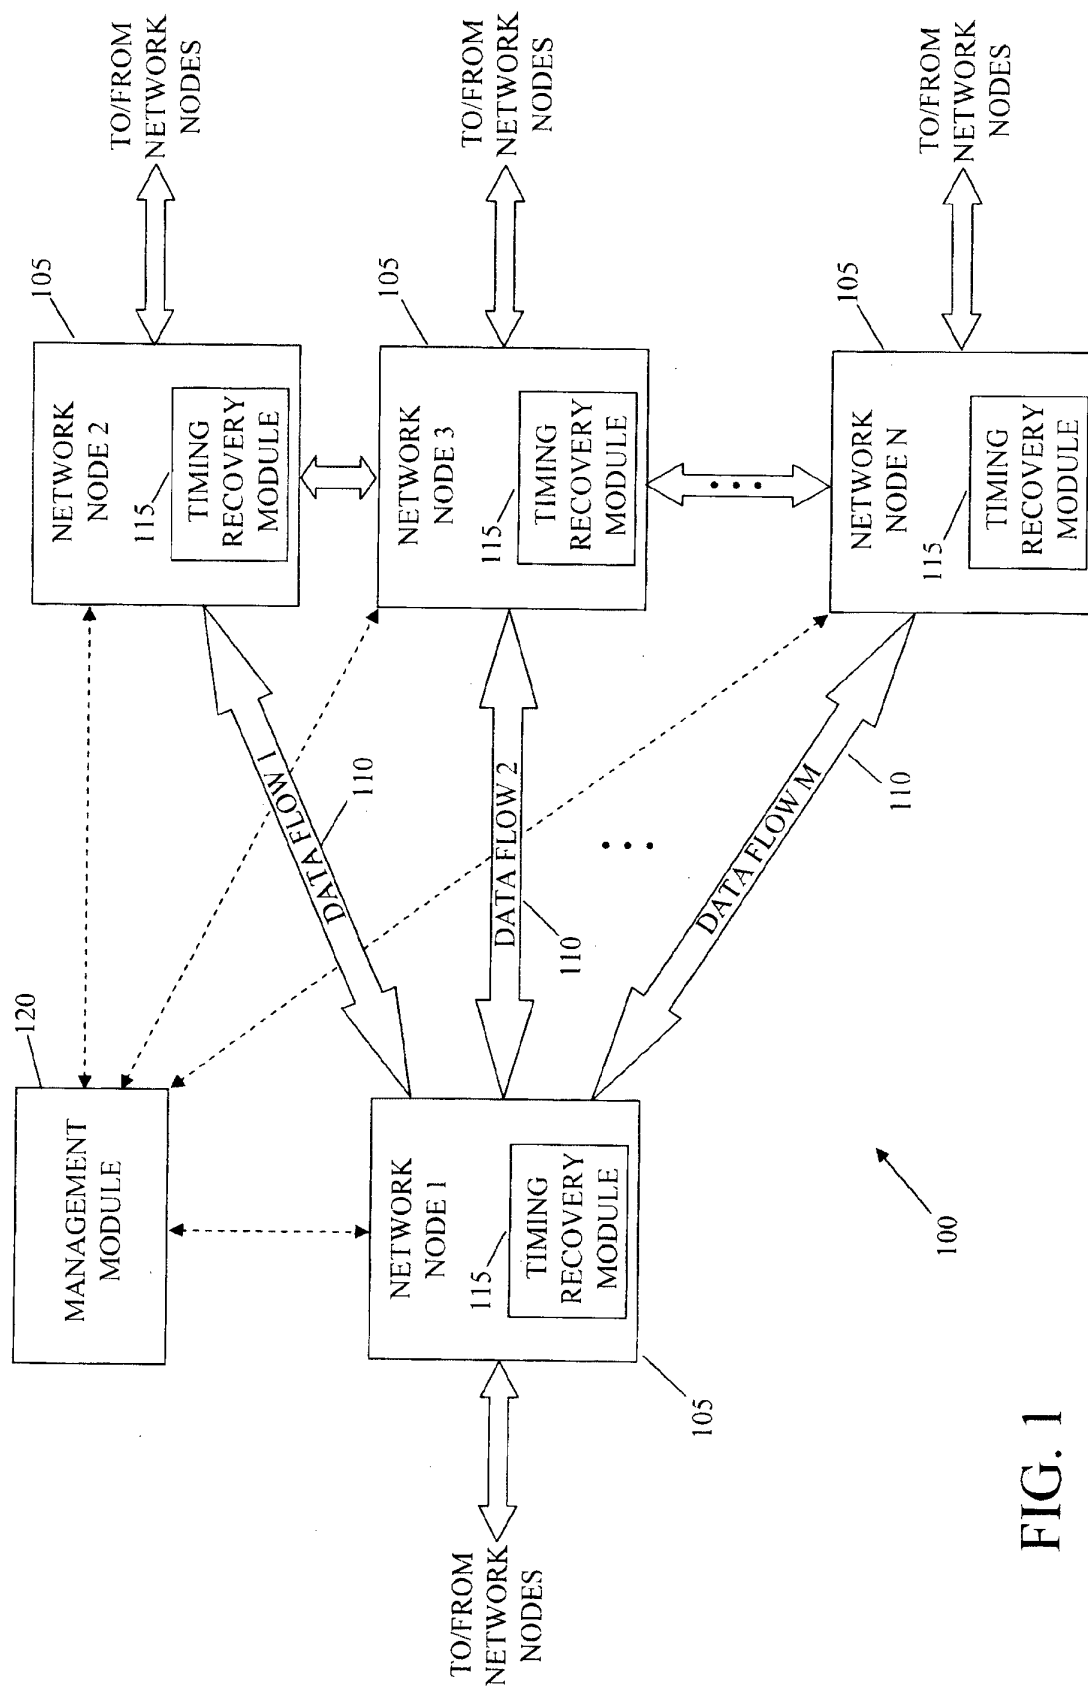 120
MANAGEMENT
MODULE
105
NETWORK
NODE 2
115
TIMING
RECOVERY
MODULE
TO/FROM
NETWORK
NODES
DATA FLOW 1
110
TO/FROM
NETWORK
NODES
NETWORK
NODE 1
115
TIMING
RECOVERY
MODULE
105
DATA FLOW 2
110
105
NETWORK
NODE 3
115
TIMING
RECOVERY
MODULE
TO/FROM
NETWORK
NODES
• • •
• • •
DATA FLOW M
110
105
NETWORK
NODE N
115
TIMING
RECOVERY
MODULE
TO/FROM
NETWORK
NODES
100
FIG. 1